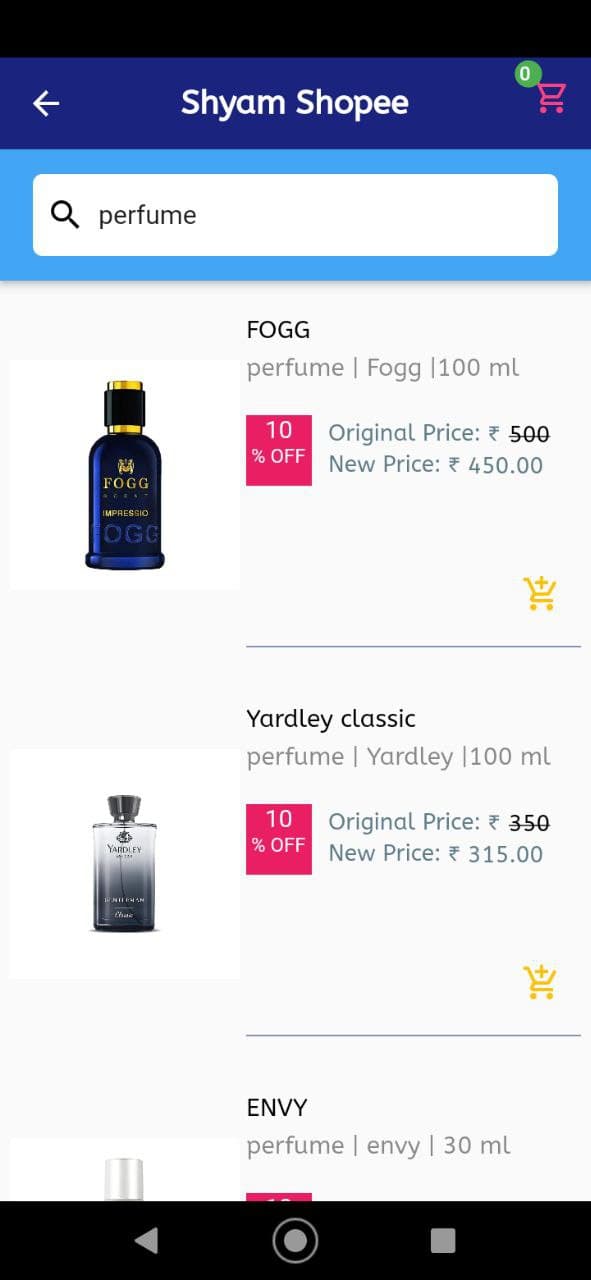 0
Shyam Shopee
perfume
FOGG
perfume | Fogg |100 ml
10
% OFF
Original Price: ₹ 500
New Price: ₹ 450.00
FOGG
SCENT
IMPRESSIO
OGG
Yardley classic
perfume | Yardley |100 ml
10
% OFF
Original Price: ₹ 350
New Price: ₹ 315.00
YARDLEY
GENTLEMAN
Classic
ENVY
perfume | envy | 30 ml